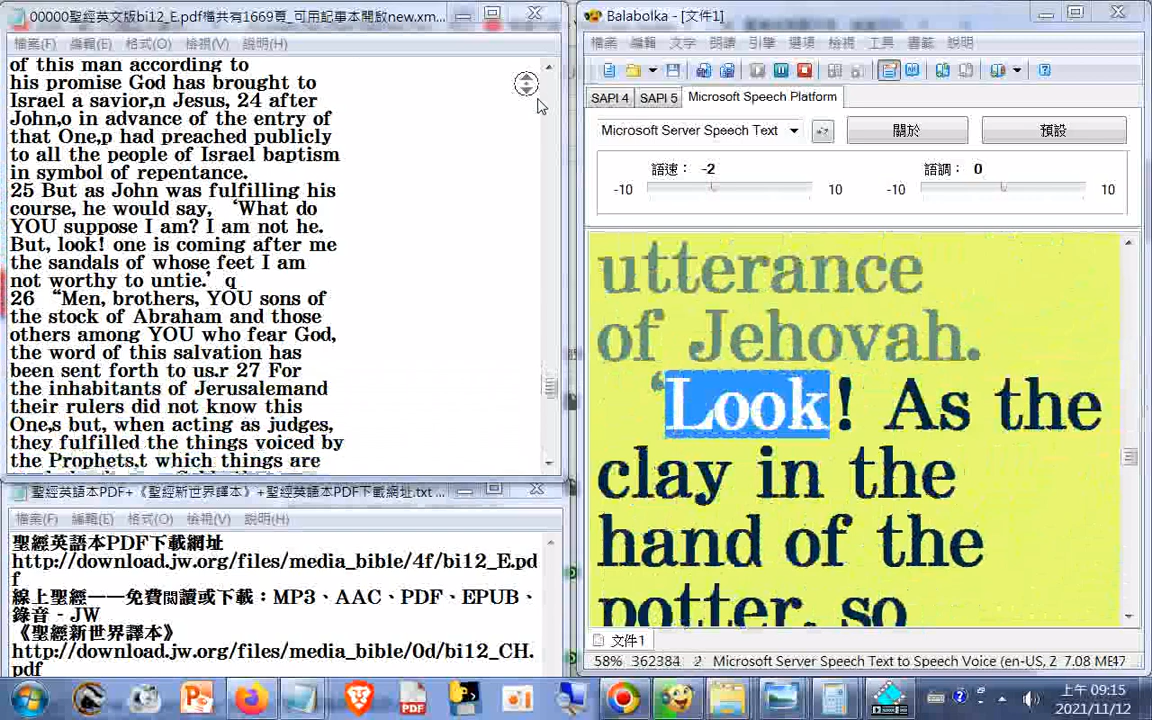 00000聖經英文版bi12_E.pdf檔共有1669頁_可用記事本開啟new.xm...
檔案(F) 編輯(E) 格式(O) 檢視(V) 說明(H)
of this man according to
his promise God has brought to
Israel a savior,n Jesus, 24 after
John,o in advance of the entry of
that One,p had preached publicly
to all the people of Israel baptism
in symbol of repentance.
25 But as John was fulfilling his
course, he would say, ‘What do
YOU suppose I am? I am not he.
But, look! one is coming after me
the sandals of whose feet I am
not worthy to untie.’ q
26 “Men, brothers, YOU sons of
the stock of Abraham and those
others among YOU who fear God,
the word of this salvation has
been sent forth to us.r 27 For
the inhabitants of Jerusalemand
their rulers did not know this
One,s but, when acting as judges,
they fulfilled the things voiced by
the Prophets,t which things are
聖經英語本PDF+《聖經新世界譯本》+聖經英語本PDF下載網址.txt ...
檔案(F) 編輯(E) 格式(O) 檢視(V) 說明(H)
聖經英語本PDF下載網址
http://download.jw.org/files/media_bible/4f/bi12_E.pd
f
線上聖經——免費閱讀或下載：MP3、AAC、PDF、EPUB、
錄音 - JW
《聖經新世界譯本》
http://download.jw.org/files/media_bible/0d/bi12_CH.
pdf
Balabolka - [文件1]
檔案 編輯 文字 朗讀 引擎 選項 檢視 工具 書籤 說明
SAPI 4 SAPI 5 Microsoft Speech Platform
Microsoft Server Speech Text 關於 預設
語速： -2 語調： 0
-10 10 -10 10
utterance
of Jehovah.
‘Look! As the
clay in the
hand of the
potter, so
文件1
58% 362384 2 Microsoft Server Speech Text to Speech Voice (en-US, Z 7.08 ME47
上午 09:15
2021/11/12